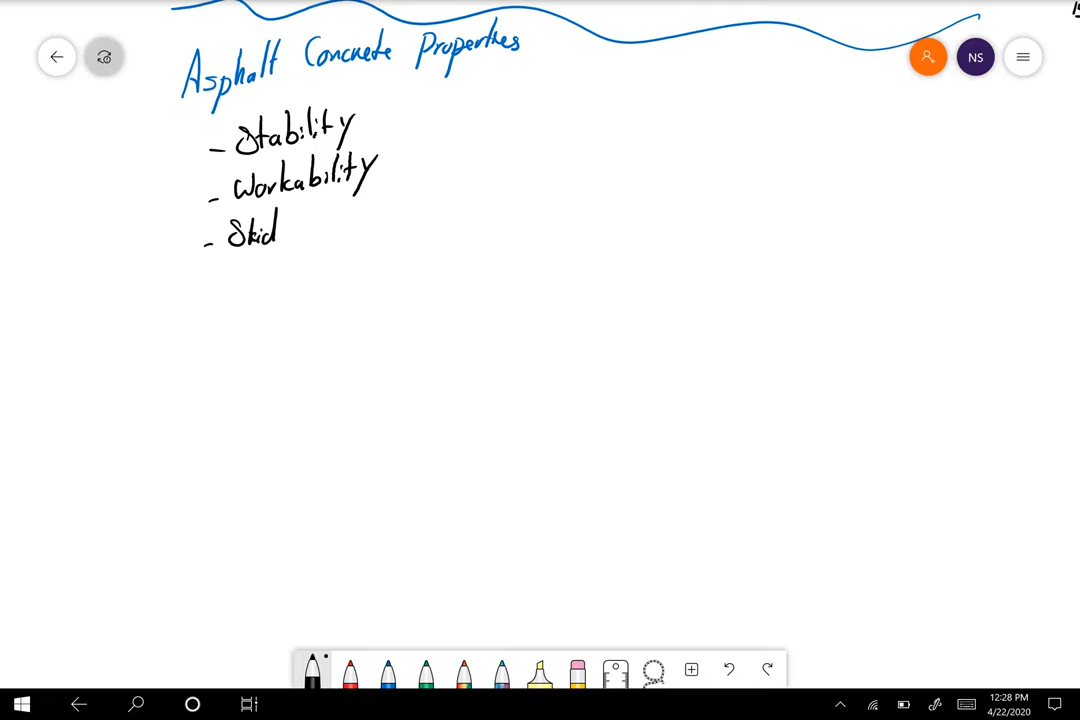 Asphalt Concrete Properties
NS
- Stability
- Workability
- Skid
12:28 PM
4/22/2020